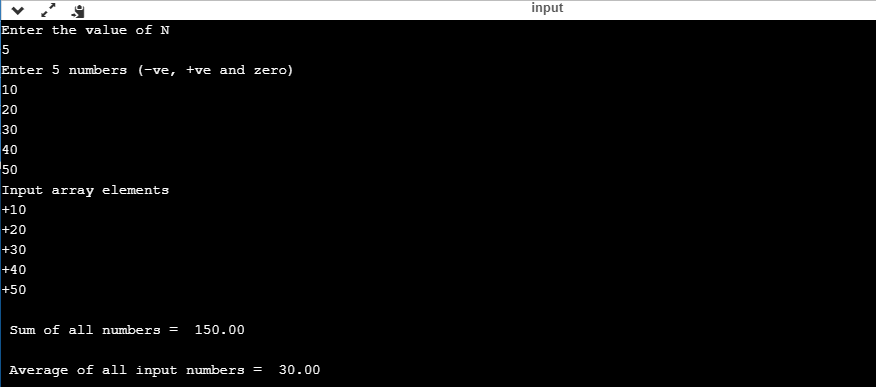 input
Enter the value of N
5
Enter 5 numbers (-ve, +ve and zero)
10
20
30
40
50
Input array elements
+10
+20
+30
+40
+50
Sum of all numbers =  150.00
Average of all input numbers =  30.00